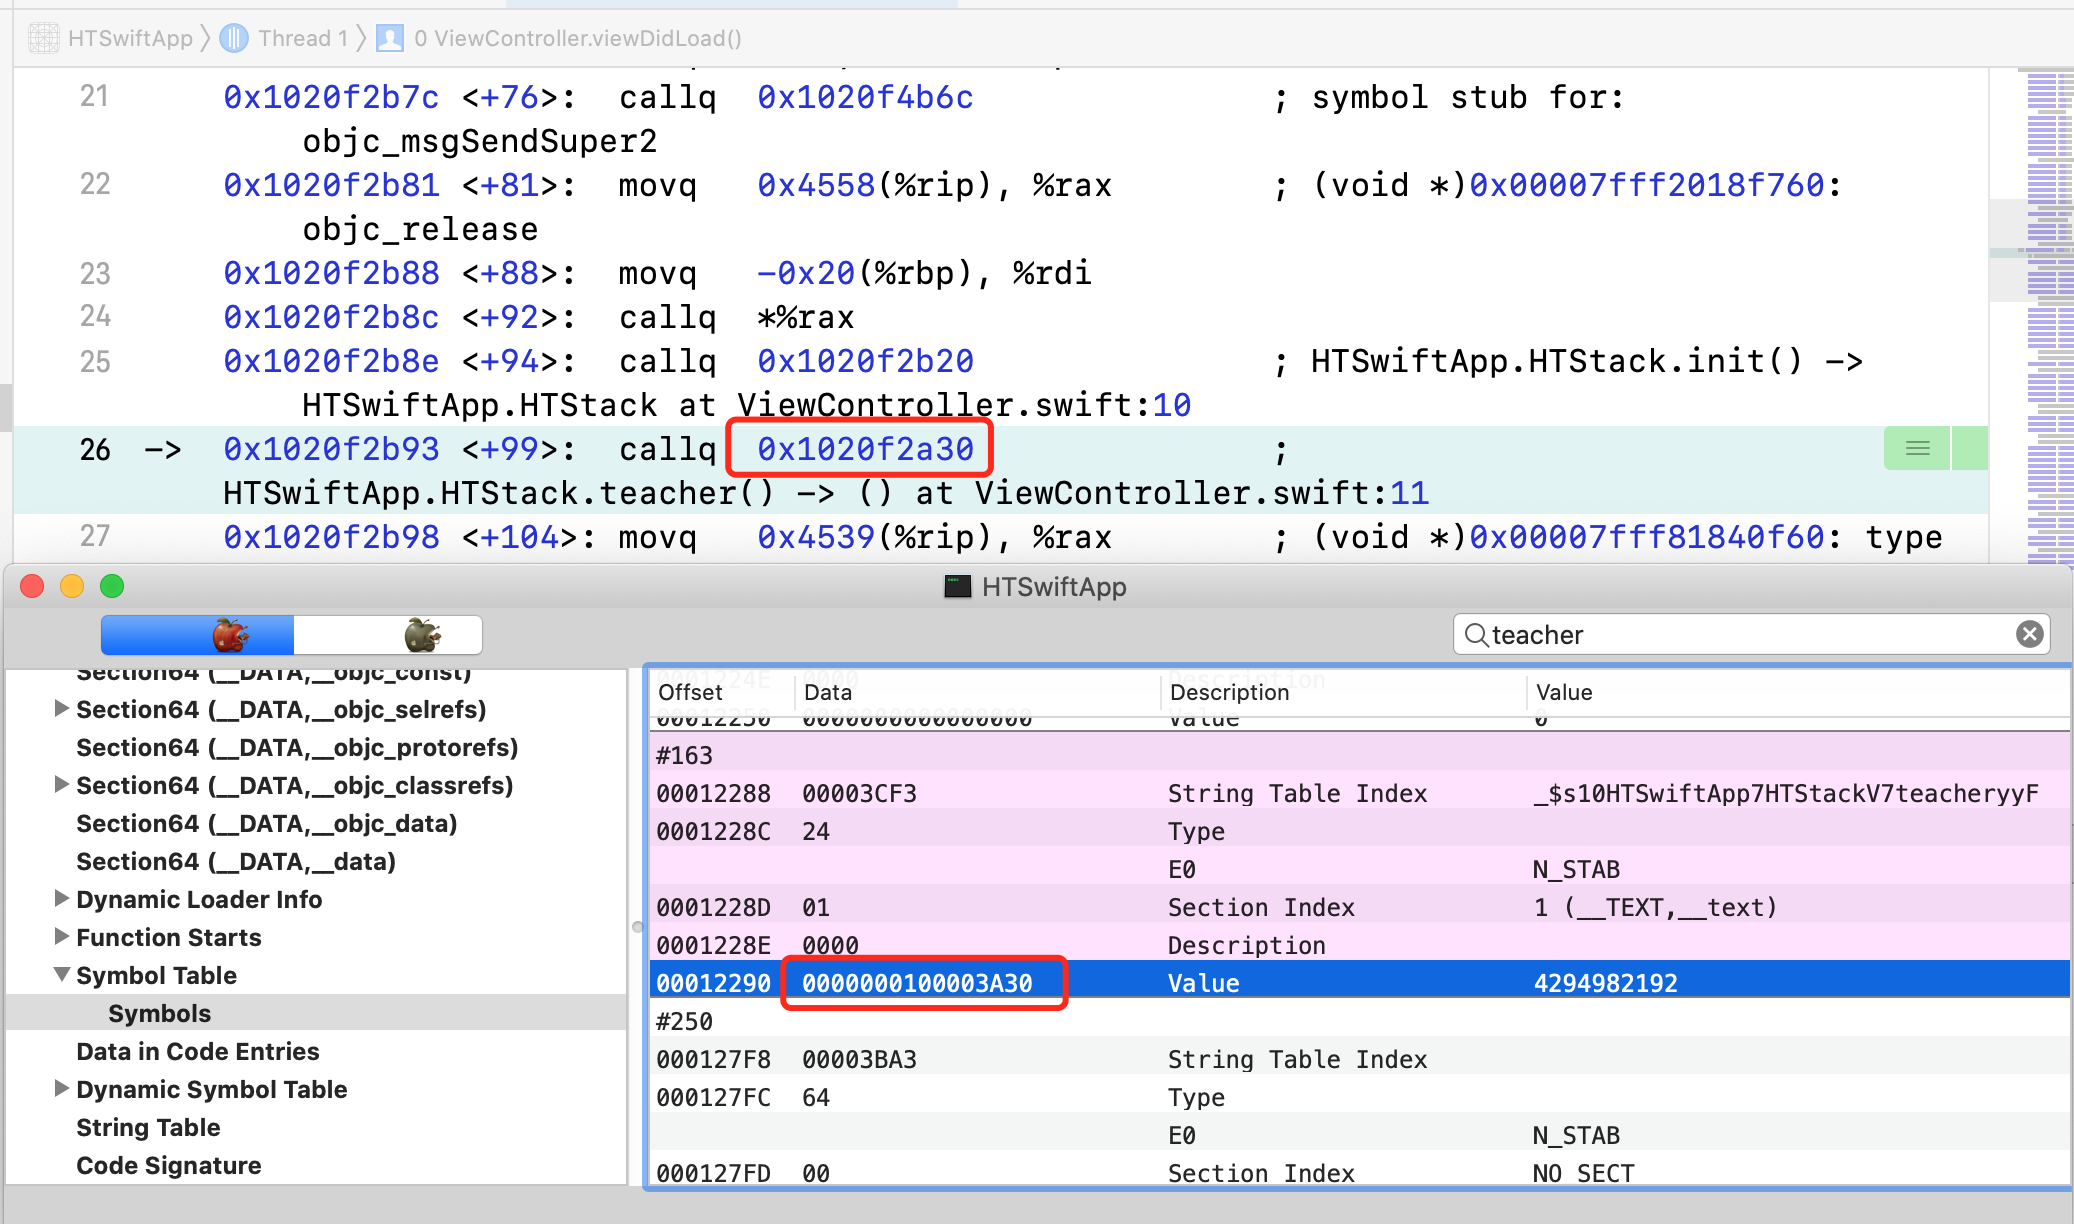 HTSwiftApp 〉 Thread 1 〉 0 ViewController.viewDidLoad()
21 0x1020f2b7c <+76>: callq 0x1020f4b6c ; symbol stub for:
objc_msgSendSuper2
22 0x1020f2b81 <+81>: movq 0x4558(%rip), %rax ; (void *)0x00007fff2018f760:
objc_release
23 0x1020f2b88 <+88>: movq -0x20(%rbp), %rdi
24 0x1020f2b8c <+92>: callq *%rax
25 0x1020f2b8e <+94>: callq 0x1020f2b20 ; HTSwiftApp.HTStack.init() ->
HTSwiftApp.HTStack at ViewController.swift:10
26 -> 0x1020f2b93 <+99>: callq 0x1020f2a30 ;
HTSwiftApp.HTStack.teacher() -> () at ViewController.swift:11
27 0x1020f2b98 <+104>: movq 0x4539(%rip), %rax ; (void *)0x00007fff81840f60: type
HTSwiftApp
teacher
Section64 (__DATA,__objc_const)
Section64 (__DATA,__objc_selrefs)
Section64 (__DATA,__objc_protorefs)
Section64 (__DATA,__objc_classrefs)
Section64 (__DATA,__objc_data)
Section64 (__DATA,__data)
Dynamic Loader Info
Function Starts
Symbol Table
Symbols
Data in Code Entries
Dynamic Symbol Table
String Table
Code Signature
0001224E 0000 Description
Offset Data Description Value
00012250 0000000000000000 Value 0
#163
00012288 00003CF3 String Table Index _$s10HTSwiftApp7HTStackV7teacheryyF
0001228C 24 Type
E0 N_STAB
0001228D 01 Section Index 1 (__TEXT,__text)
0001228E 0000 Description
00012290 0000000100003A30 Value 4294982192
#250
000127F8 00003BA3 String Table Index
000127FC 64 Type
E0 N_STAB
000127FD 00 Section Index NO_SECT